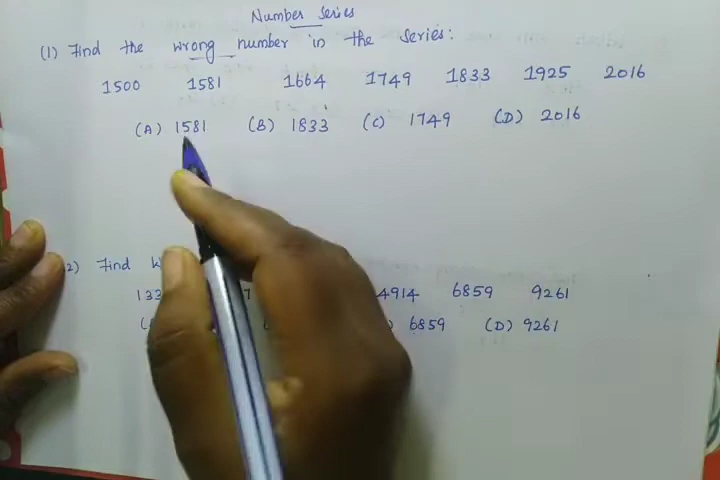 Number Series
(1) Find the wrong number in the Series:
1500 1581 1664 1749 1833 1925 2016
(A) 1581 (B) 1833 (C) 1749 (D) 2016
2) Find
133 4914 6859 9261
6859 (D) 9261